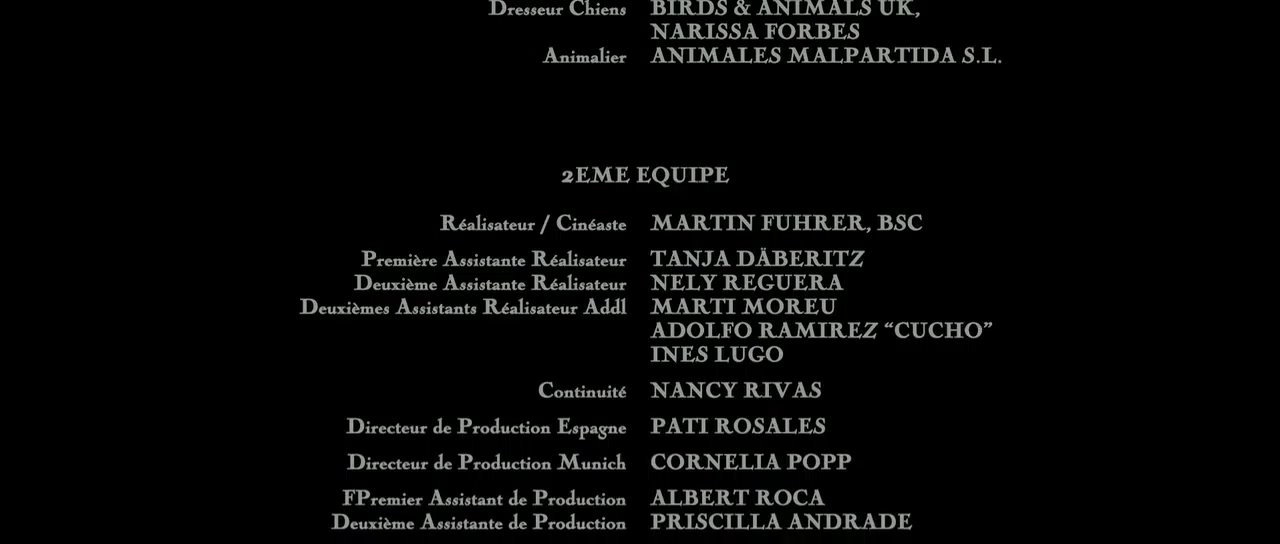 Dresseur Chiens BIRDS & ANIMALS UK,
NARISSA FORBES
Animalier ANIMALES MALPARTIDA S.L.
2EME EQUIPE
Réalisateur / Cinéaste MARTIN FUHRER, BSC
Première Assistante Réalisateur TANJA DÄBERITZ
Deuxième Assistante Réalisateur NELY REGUERA
Deuxièmes Assistants Réalisateur Addl MARTI MOREU
ADOLFO RAMIREZ “CUCHO”
INES LUGO
Continuité NANCY RIVAS
Directeur de Production Espagne PATI ROSALES
Directeur de Production Munich CORNELIA POPP
FPremier Assistant de Production ALBERT ROCA
Deuxième Assistante de Production PRISCILLA ANDRADE